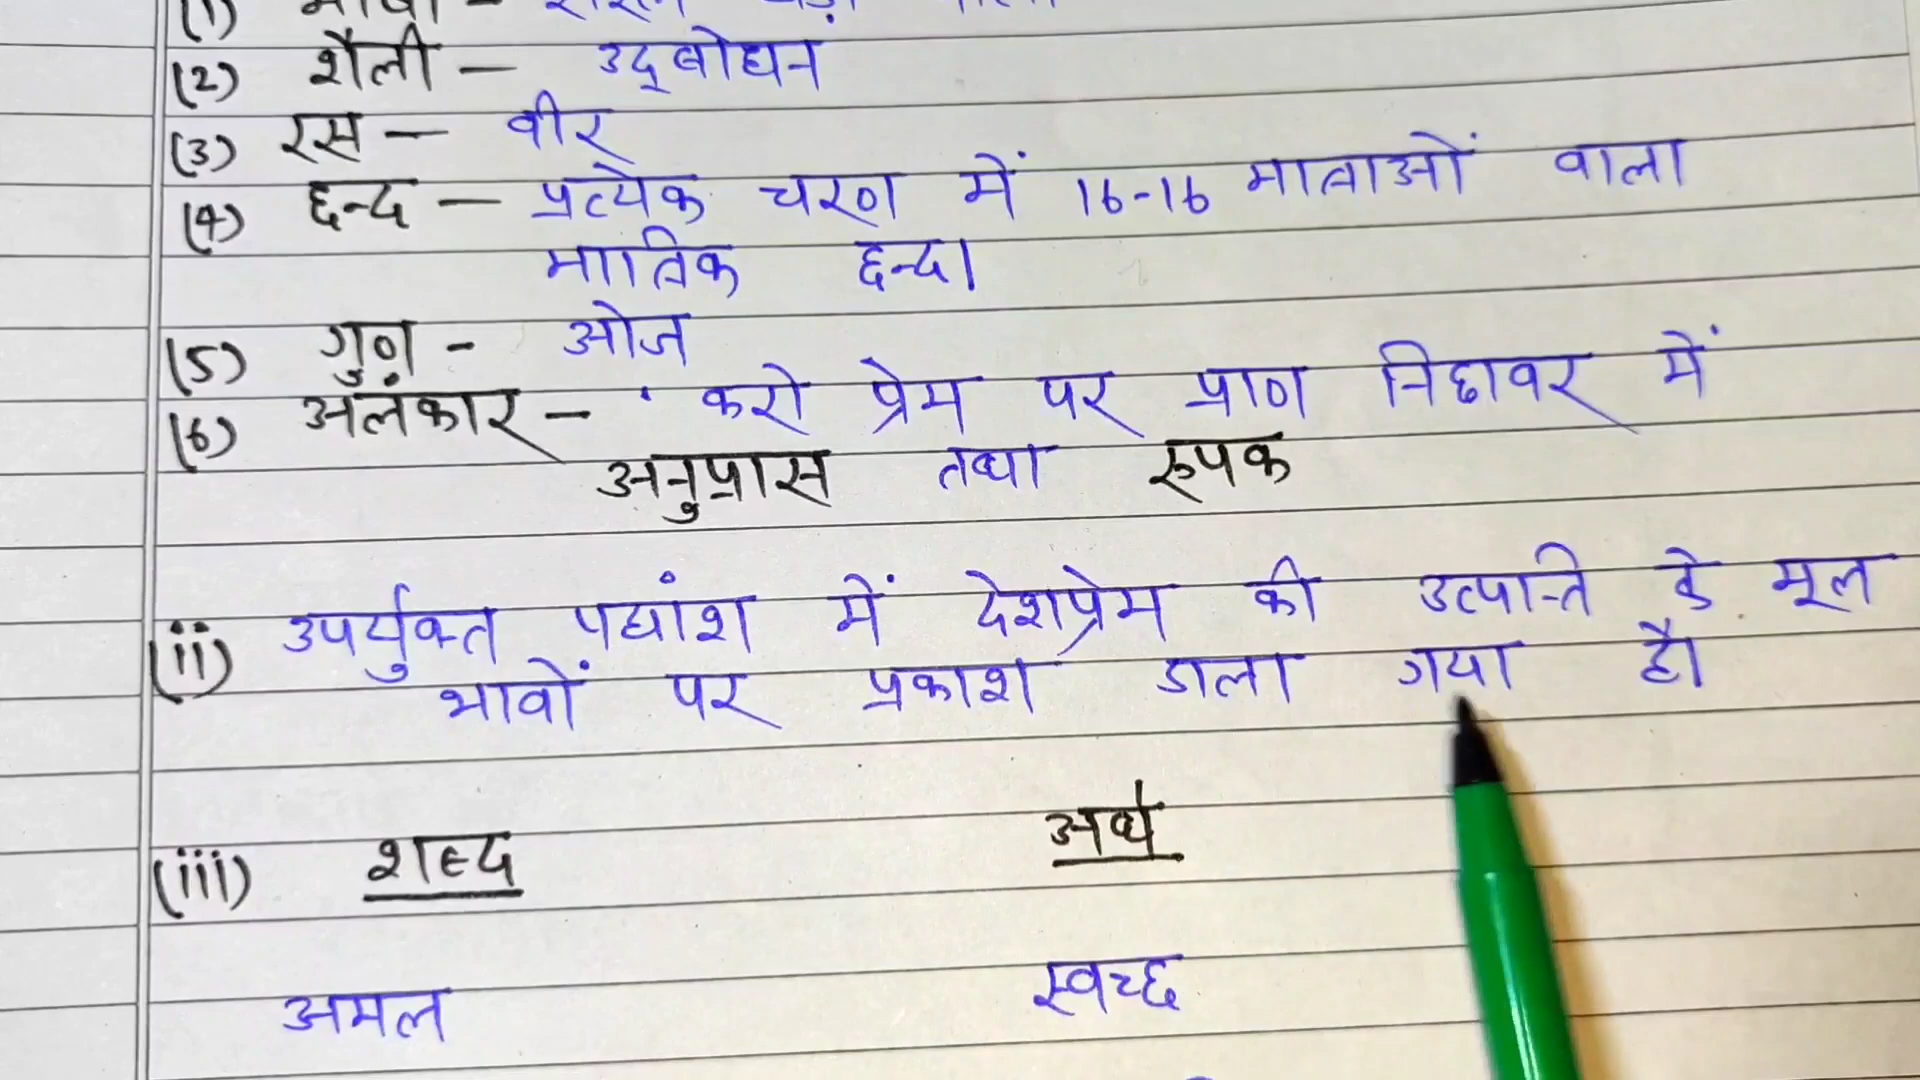 (1) भाषा -
(2) शैली — उद्‌बोधन
(3) रस — वीर
(4) छन्द — प्रत्येक चरण में 16-16 मात्राओं वाला
मात्रिक छन्द।
(5) गुण - ओज
(6) अलंकार - ' करो प्रेम पर प्राण निछावर में
अनुप्रास तथा रूपक
(ii) उपर्युक्त पद्यांश में देशप्रेम की उत्पत्ति के मूल
भावों पर प्रकाश डाला गया है।
(iii) शब्द अर्थ
अमल स्वच्छ